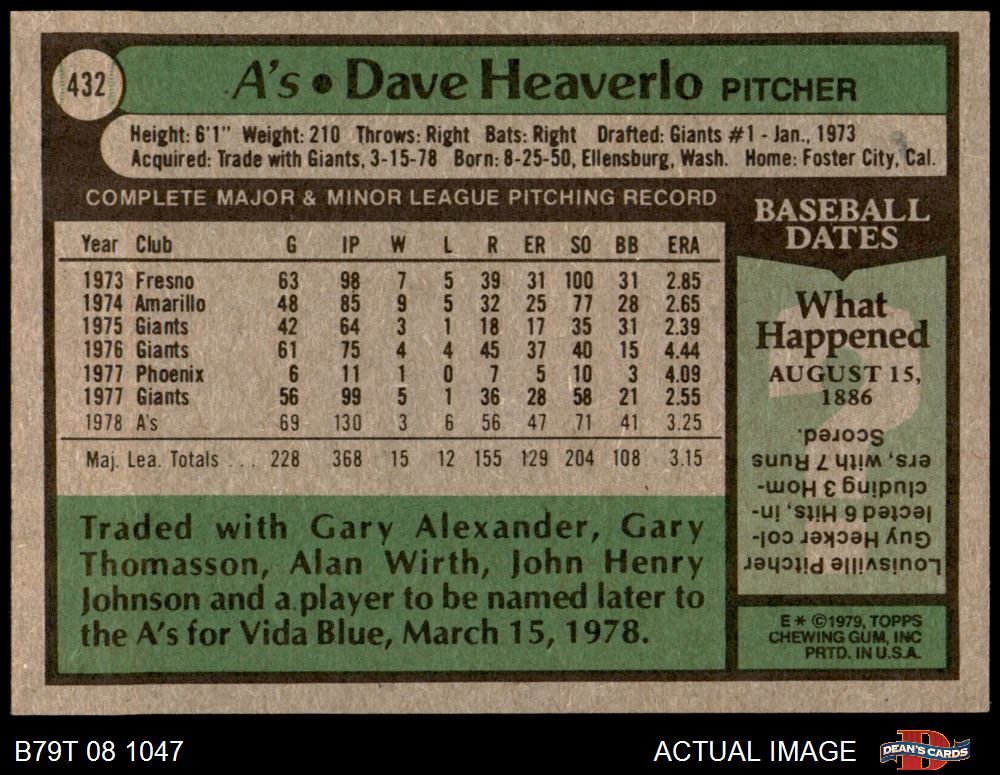 432
A's • Dave Heaverlo PITCHER
Height: 6'1" Weight: 210 Throws: Right Bats: Right Drafted: Giants #1 - Jan., 1973
Acquired: Trade with Giants, 3-15-78 Born: 8-25-50, Ellensburg, Wash. Home: Foster City, Cal.
COMPLETE MAJOR & MINOR LEAGUE PITCHING RECORD
Year Club G IP W L R ER SO BB ERA
1973 Fresno 63 98 7 5 39 31 100 31 2.85
1974 Amarillo 48 85 9 5 32 25 77 28 2.65
1975 Giants 42 64 3 1 18 17 35 31 2.39
1976 Giants 61 75 4 4 45 37 40 15 4.44
1977 Phoenix 6 11 1 0 7 5 10 3 4.09
1977 Giants 56 99 5 1 36 28 58 21 2.55
1978 A's 69 130 3 6 56 47 71 41 3.25
Maj. Lea. Totals . . . 228 368 15 12 155 129 204 108 3.15
Traded with Gary Alexander, Gary
Thomasson, Alan Wirth, John Henry
Johnson and a player to be named later to
the A's for Vida Blue, March 15, 1978.
BASEBALL
DATES
What
Happened
AUGUST 15,
1886
Louisville Pitcher
Guy Hecker col-
lected 6 Hits, in-
cluding 3 Hom-
ers, with 7 Runs
Scored.
E * ©1979, TOPPS
CHEWING GUM, INC
PRTD. IN U.S.A.
B79T 08 1047
ACTUAL IMAGE
DEAN'S CARDS